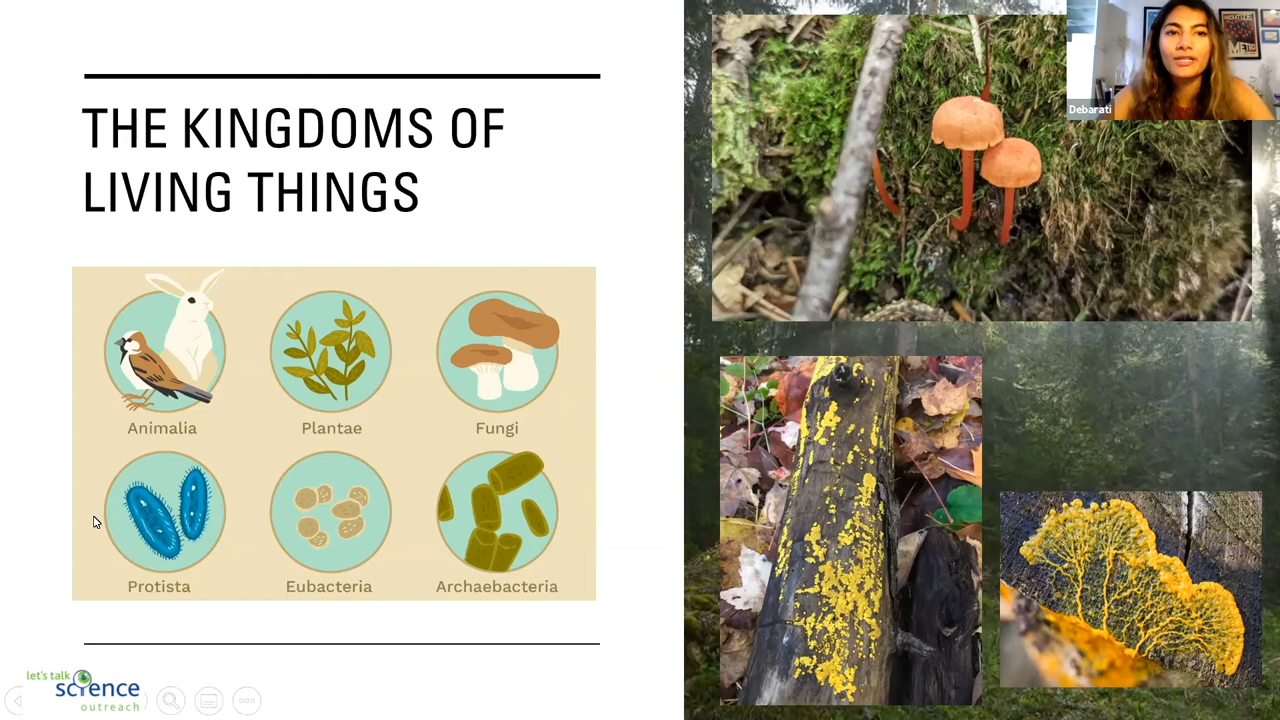 THE KINGDOMS OF
LIVING THINGS
Animalia
Plantae
Fungi
Protista
Eubacteria
Archaebacteria
let's talk
science
outreach
Debarati